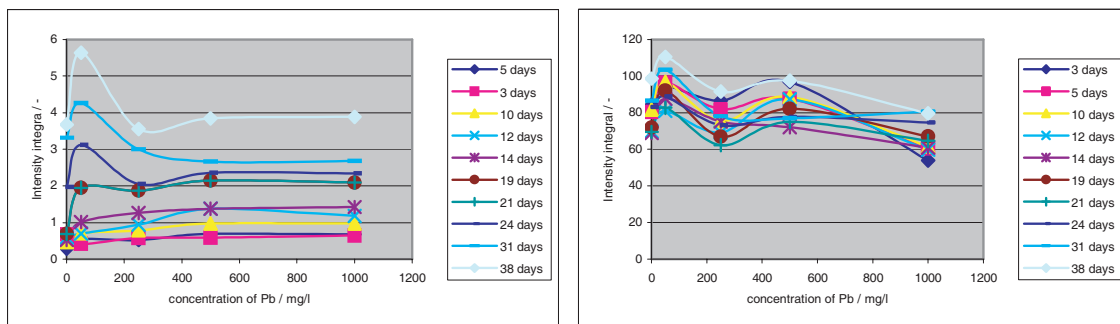 Intensity integral / -
6
5
4
3
2
1
0
0 200 400 600 800 1000 1200
concentration of Pb / mg/l
5 days
3 days
10 days
12 days
14 days
19 days
21 days
24 days
31 days
38 days
Intensity integral / -
120
100
80
60
40
20
0
0 200 400 600 800 1000 1200
concentration of Pb / mg/l
3 days
5 days
10 days
12 days
14 days
19 days
21 days
24 days
31 days
38 days